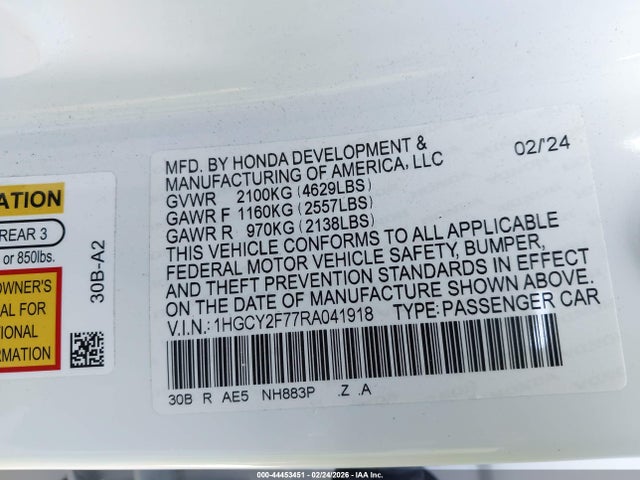 ATION
REAR 3
or 850lbs.
OWNER'S
AL FOR
TIONAL
RMATION
30B-A2
MFD. BY HONDA DEVELOPMENT & 02/'24
MANUFACTURING OF AMERICA, LLC
GVWR 2100KG (4629LBS)
GAWR F 1160KG (2557LBS)
GAWR R 970KG (2138LBS)
THIS VEHICLE CONFORMS TO ALL APPLICABLE
FEDERAL MOTOR VEHICLE SAFETY, BUMPER,
AND THEFT PREVENTION STANDARDS IN EFFECT
ON THE DATE OF MANUFACTURE SHOWN ABOVE.
V.I.N.: 1HGCY2F77RA041918 TYPE: PASSENGER CAR
30B R AE5 NH883P .Z .A
000-44453451 - 02/24/2026 - IAA Inc.